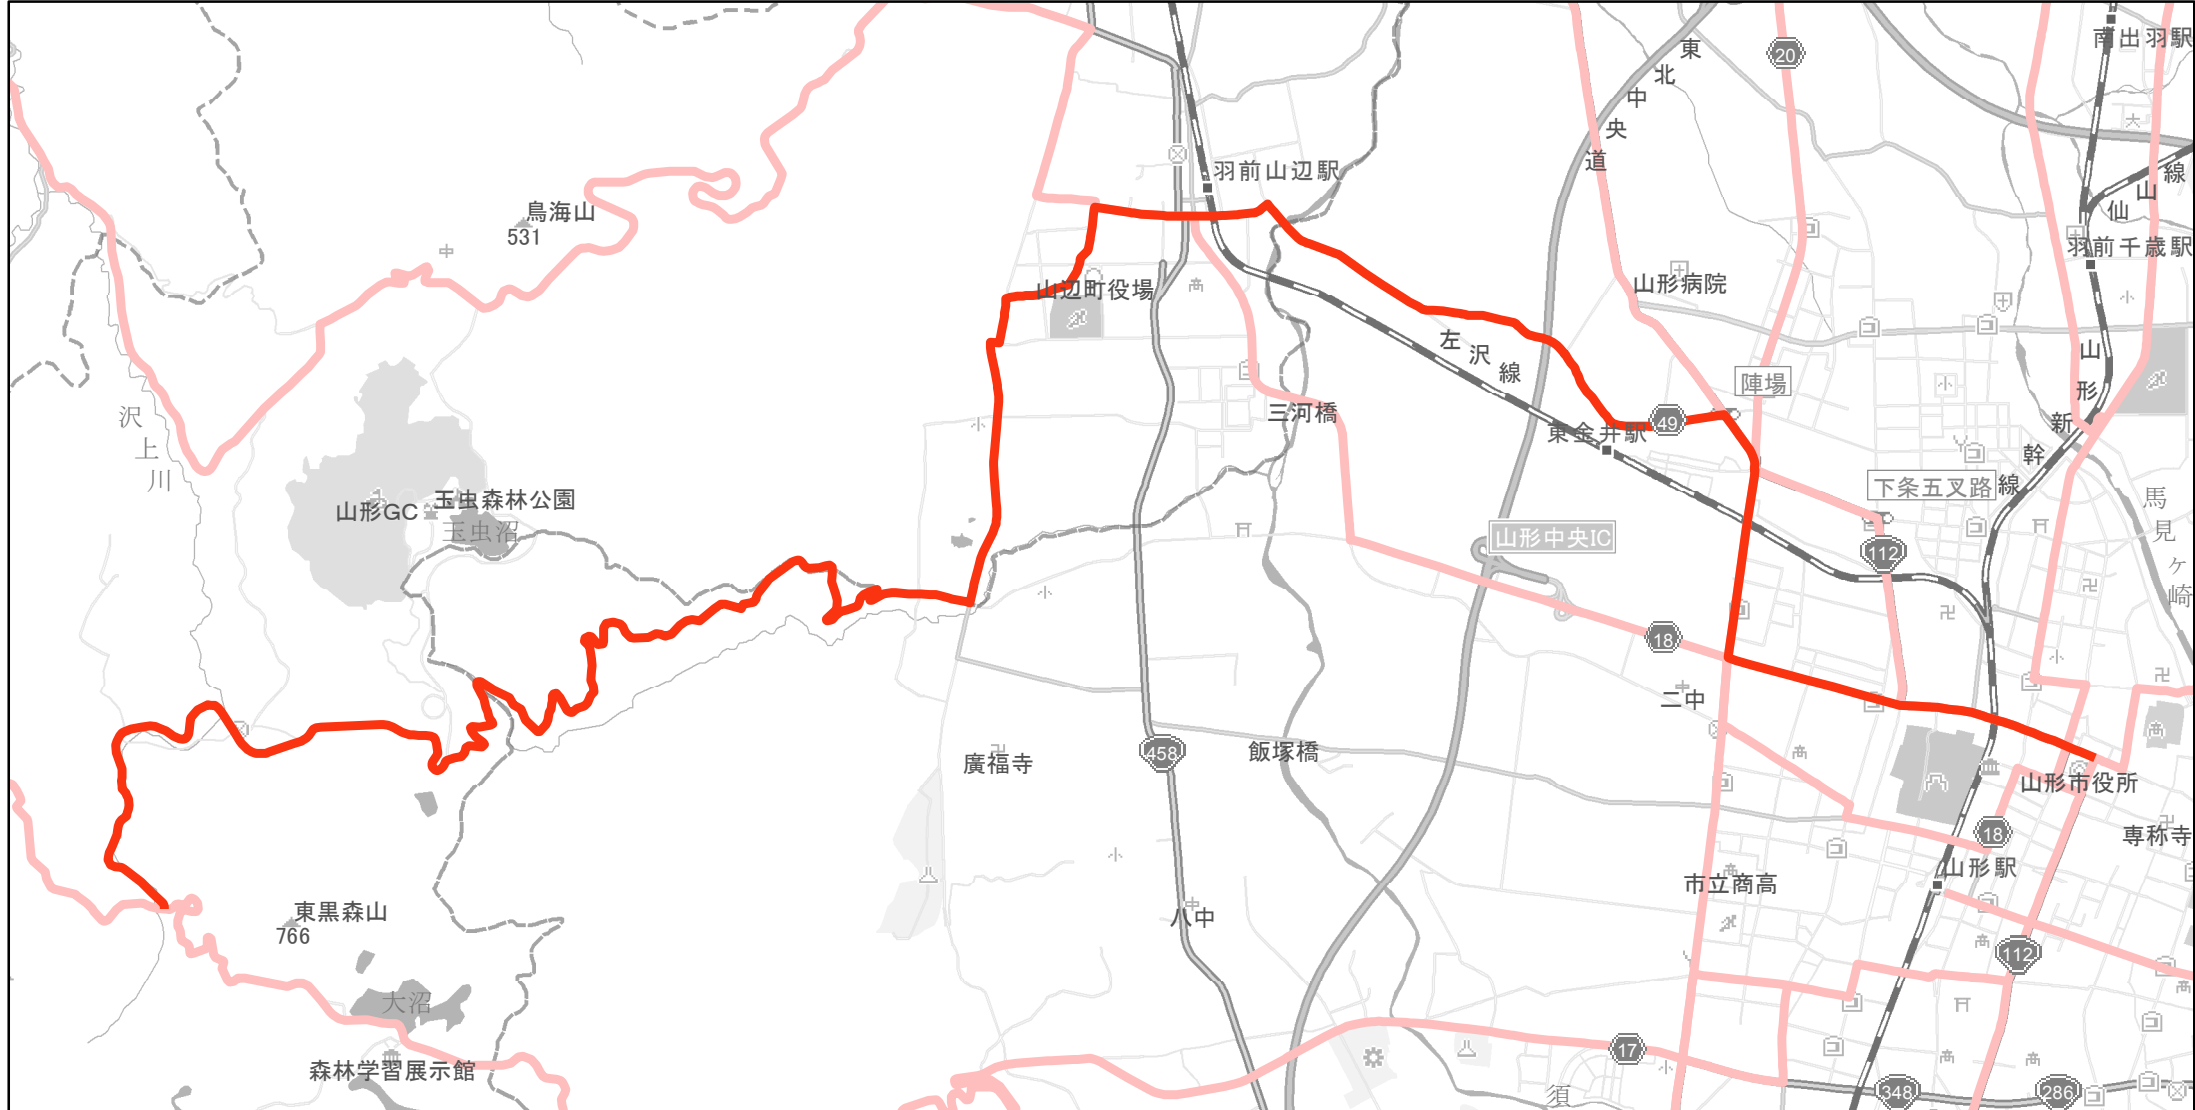 南出羽駅
東北中央道
20
羽前山辺駅
仙山線
鳥海山
531
羽前千歳駅
山形病院
山辺町役場
左沢線
山形新幹線
陣場
三河橋
沢上川
49
東金井駅
下条五叉路
玉虫森林公園
山形GC
玉虫沼
馬見ヶ崎
山形中央IC
112
18
二中
458
飯塚橋
廣福寺
山形市役所
18
専称寺
山形駅
市立商高
東黒森山
766
八中
112
大沼
17
森林学習展示館
須
348
286